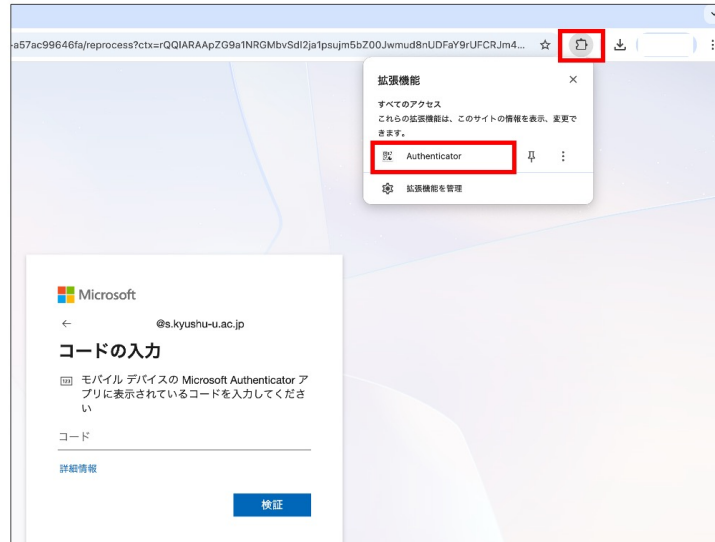 -a57ac99646fa/reprocess?ctx=rQQIARAApZG9a1NRGMbvSdI2ja1psujm5bZ00Jwmud8nUDFaY9rUFCRJm4...
拡張機能
すべてのアクセス
これらの拡張機能は、このサイトの情報を表示、変更で
きます。
Authenticator
拡張機能を管理
Microsoft
@s.kyushu-u.ac.jp
コードの入力
123
モバイル デバイスの Microsoft Authenticator ア
プリに表示されているコードを入力してくださ
い
コード
詳細情報
検証